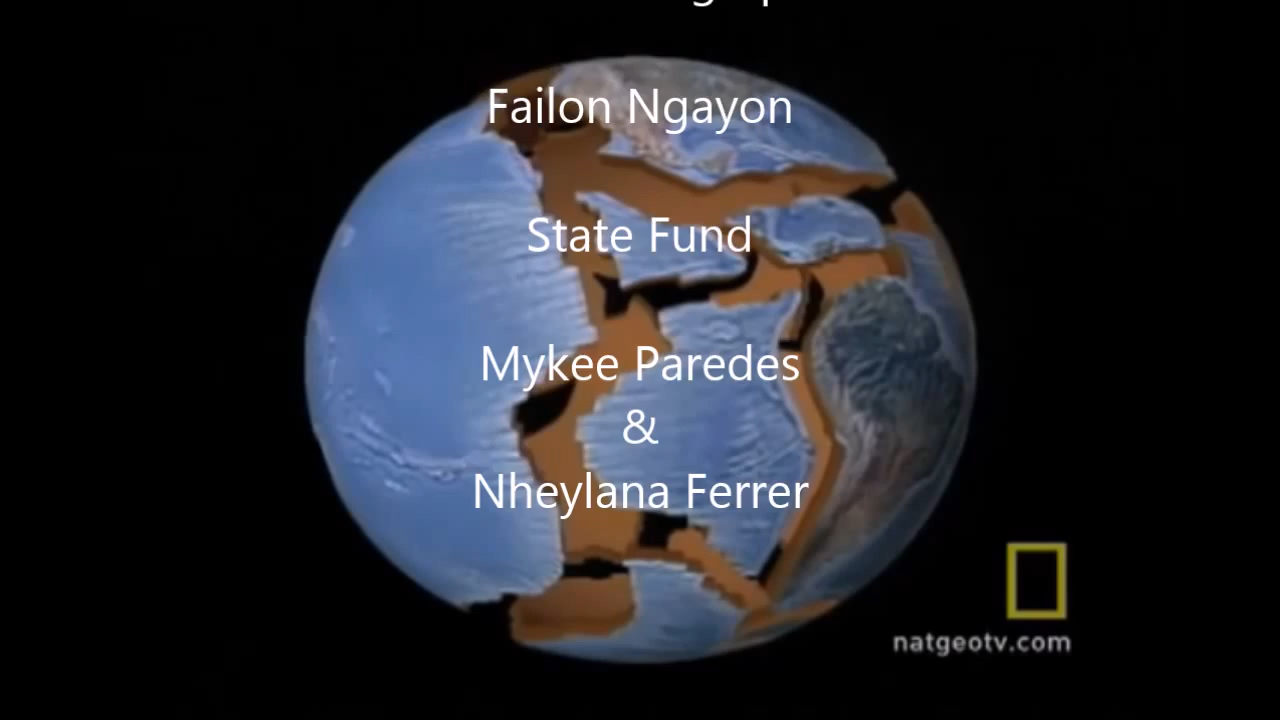 Failon Ngayon
State Fund
Mykee Paredes
&
Nheylana Ferrer
natgeotv.com